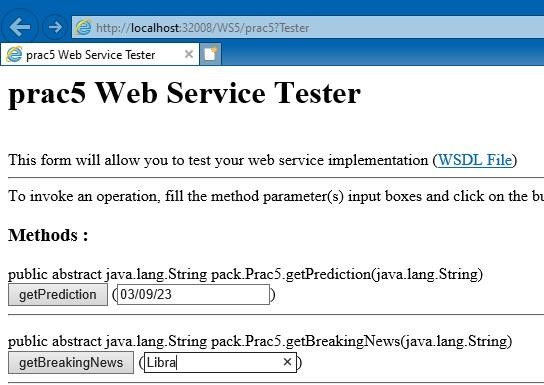 http://localhost:32008/WS5/prac5?Tester
prac5 Web Service Tester
prac5 Web Service Tester
This form will allow you to test your web service implementation (WSDL File)
To invoke an operation, fill the method parameter(s) input boxes and click on the bu
Methods :
public abstract java.lang.String pack.Prac5.getPrediction(java.lang.String)
getPrediction (03/09/23)
public abstract java.lang.String pack.Prac5.getBreakingNews(java.lang.String)
getBreakingNews (Libra)